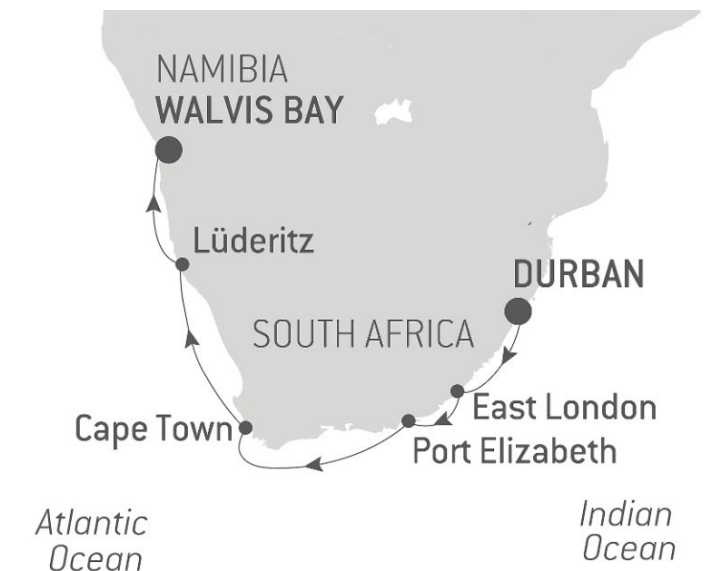 NAMIBIA
WALVIS BAY
Lüderitz
DURBAN
SOUTH AFRICA
East London
Cape Town
Port Elizabeth
Atlantic
Ocean
Indian
Ocean